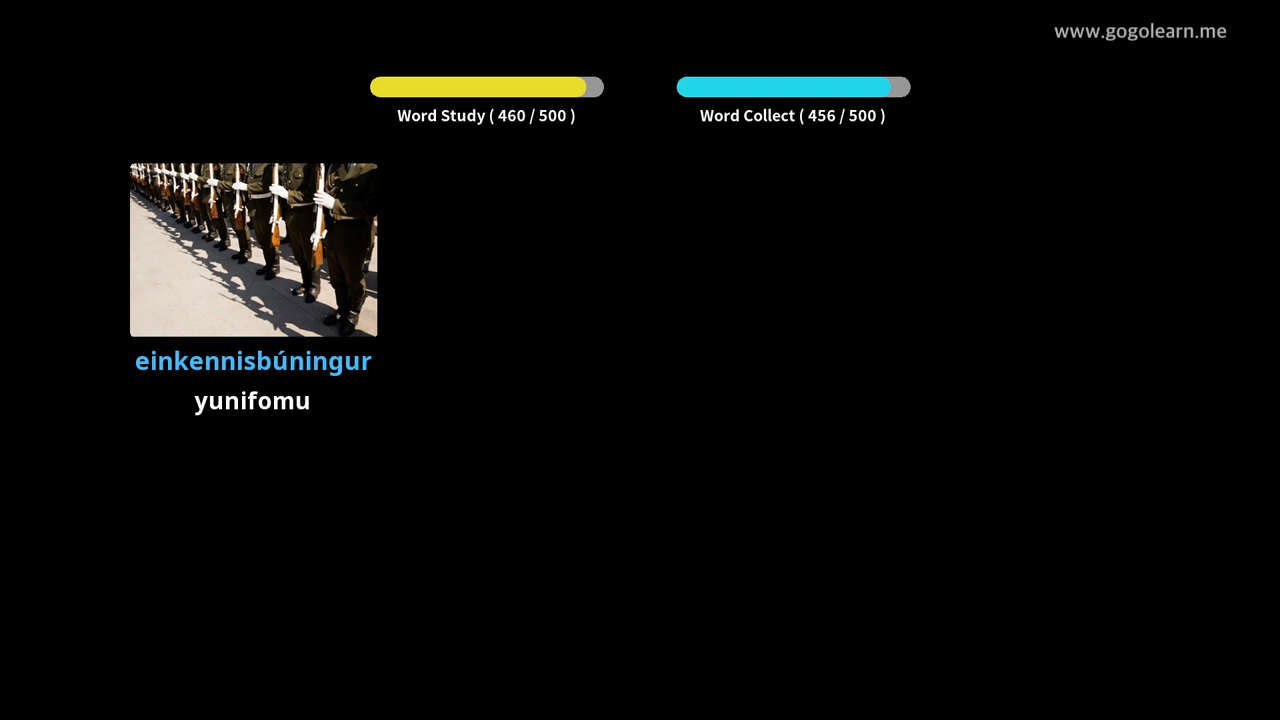 www.gogolearn.me
Word Study ( 460 / 500 )
Word Collect ( 456 / 500 )
einkennisbúningur
yunifomu